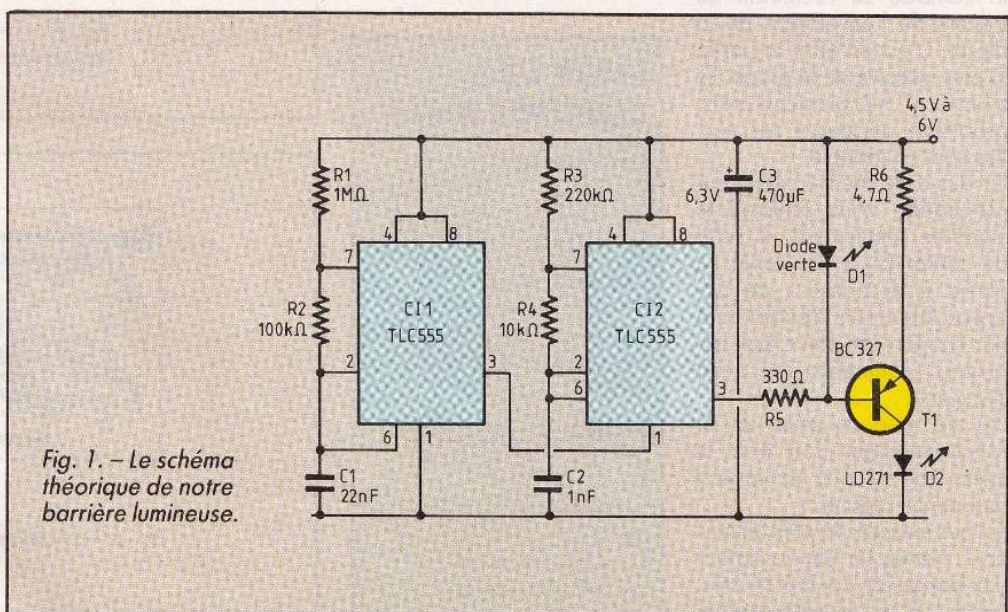 4,5V à
6V
R1
1MΩ
R3
220kΩ
C3
470µF
6,3V
+
R6
4,7Ω
4
8
4
8
7
7
Diode
verte
D1
R2
100kΩ
CI1
TLC555
R4
10kΩ
CI2
TLC555
BC327
2
3
2
6
3
330Ω
R5
T1
6
1
1
LD271
D2
C1
22nF
C2
1nF
Fig. 1. – Le schéma
théorique de notre
barrière lumineuse.